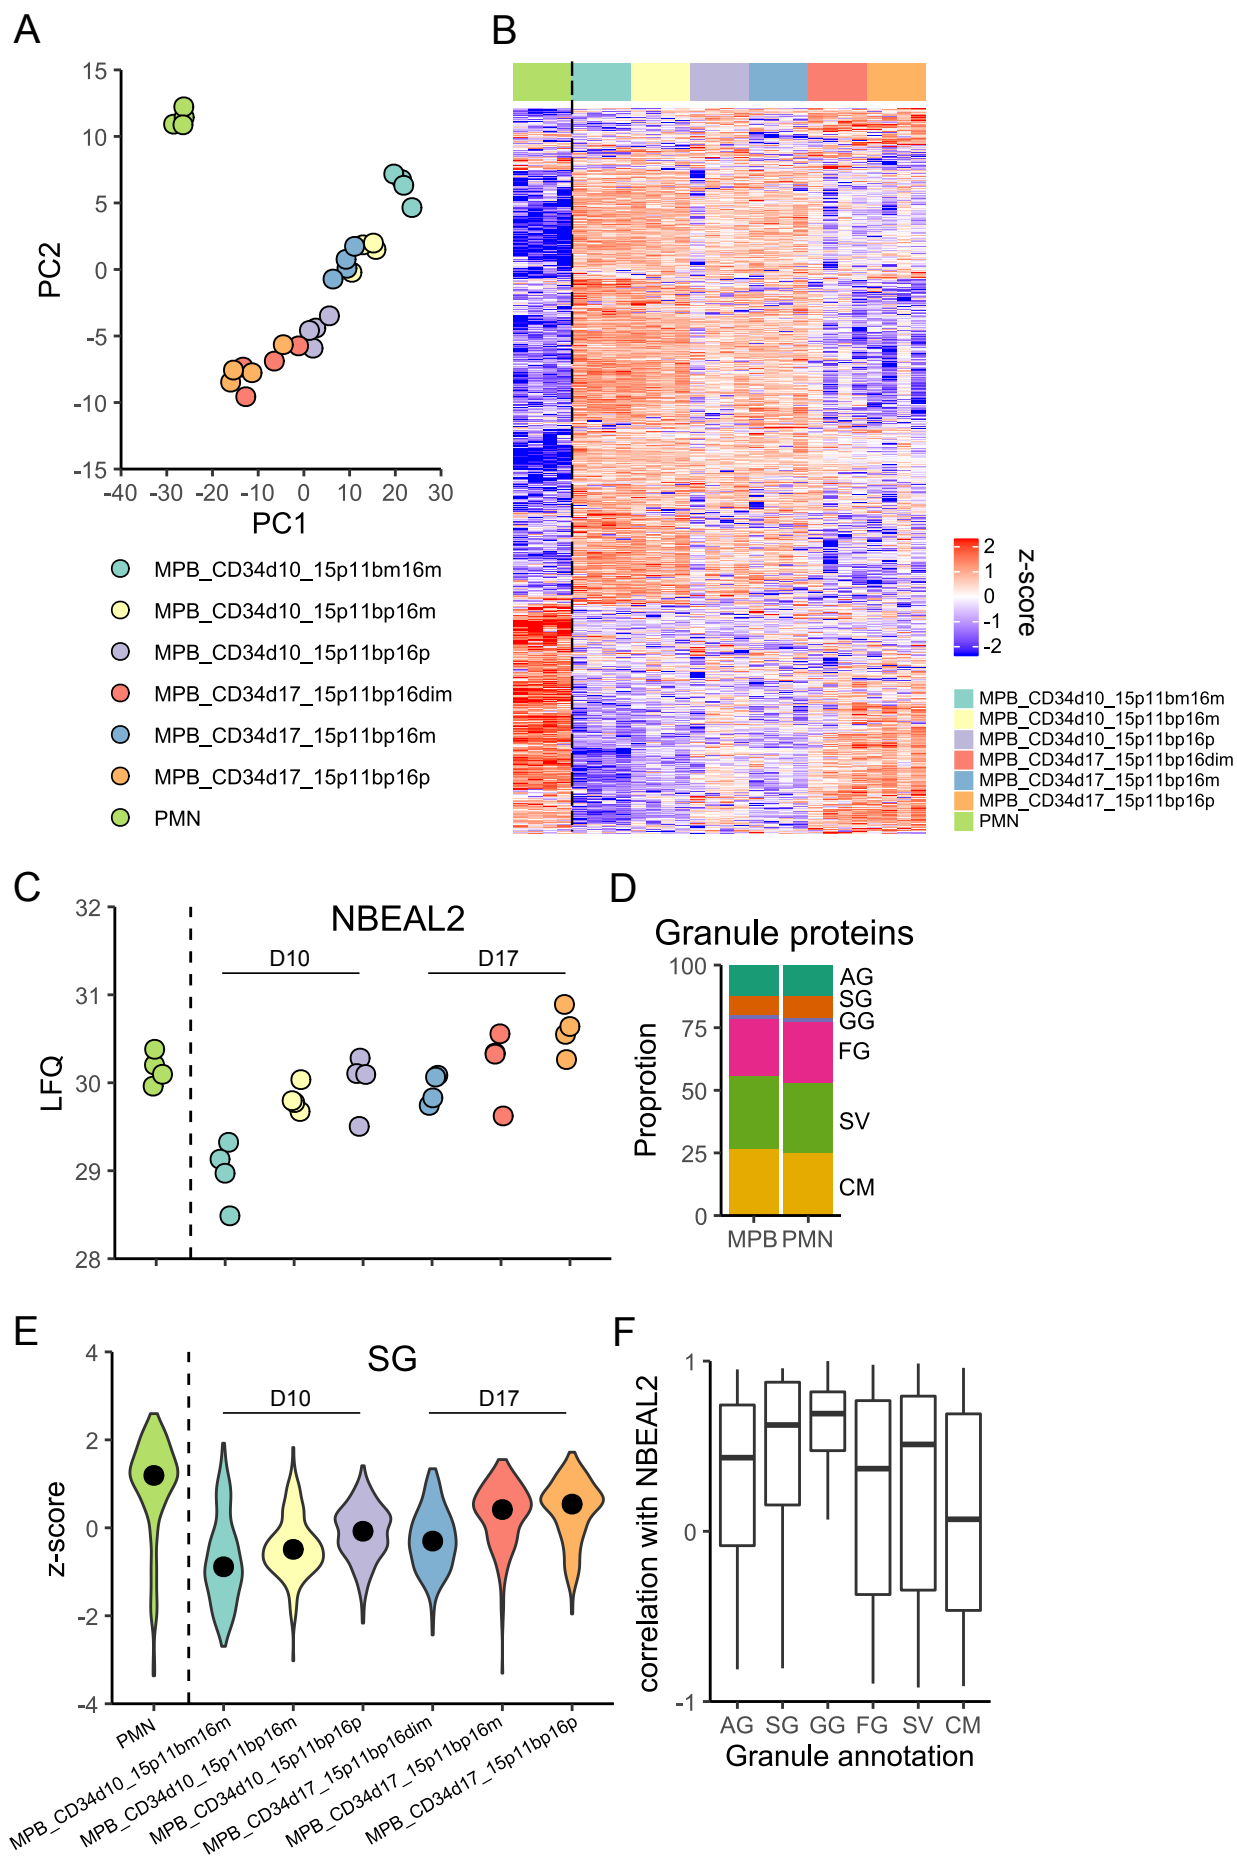 A
15
10
5
0
-5
-10
-15
PC2
-40 -30 -20 -10 0 10 20 30
PC1
MPB_CD34d10_15p11bm16m
MPB_CD34d10_15p11bp16m
MPB_CD34d10_15p11bp16p
MPB_CD34d17_15p11bp16dim
MPB_CD34d17_15p11bp16m
MPB_CD34d17_15p11bp16p
PMN
B
2
1
0
-1
-2
z-score
MPB_CD34d10_15p11bm16m
MPB_CD34d10_15p11bp16m
MPB_CD34d10_15p11bp16p
MPB_CD34d17_15p11bp16dim
MPB_CD34d17_15p11bp16m
MPB_CD34d17_15p11bp16p
PMN
C
NBEAL2
D10 D17
32
31
30
29
28
LFQ
D
Granule proteins
100
75
50
25
0
Proprotion
AG
SG
GG
FG
SV
CM
MPB PMN
E
SG
D10 D17
4
2
0
-2
-4
z-score
PMN
MPB_CD34d10_15p11bm16m
MPB_CD34d10_15p11bp16m
MPB_CD34d10_15p11bp16p
MPB_CD34d17_15p11bp16dim
MPB_CD34d17_15p11bp16m
MPB_CD34d17_15p11bp16p
F
1
0
-1
correlation with NBEAL2
AG SG GG FG SV CM
Granule annotation